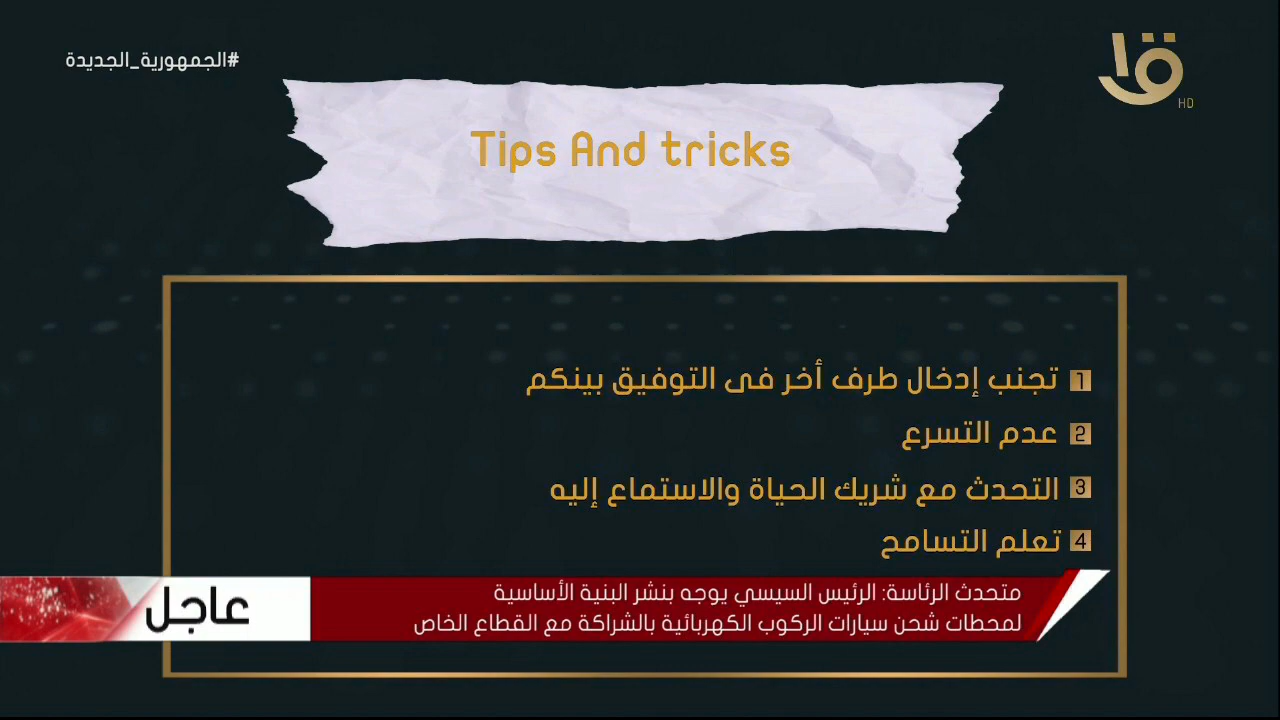 #الجمهورية_الجديدة
HD
Tips And tricks
1 تجنب إدخال طرف أخر فى التوفيق بينكم
2 عدم التسرع
3 التحدث مع شريك الحياة والاستماع إليه
4 تعلم التسامح
عاجل
متحدث الرئاسة: الرئيس السيسي يوجه بنشر البنية الأساسية
لمحطات شحن سيارات الركوب الكهربائية بالشراكة مع القطاع الخاص